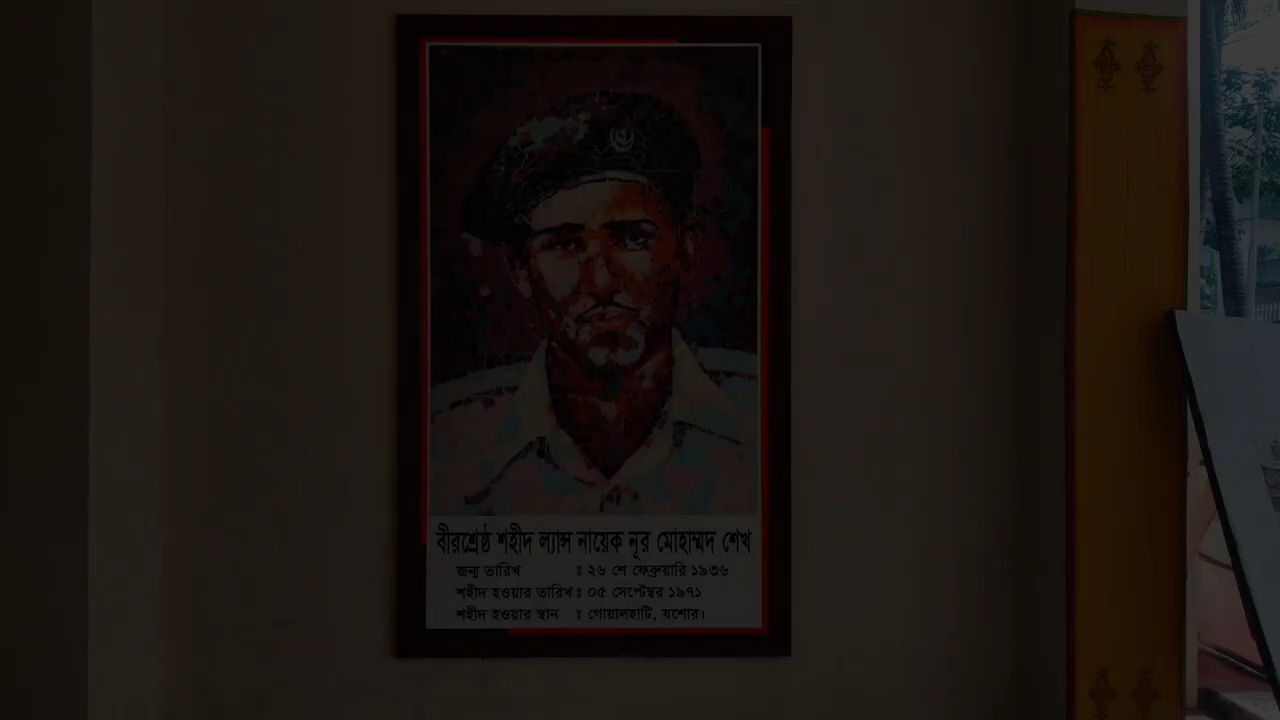 বীরশ্রেষ্ঠ শহীদ ল্যান্স নায়েক নূর মোহাম্মদ শেখ
জন্ম তারিখ : ২৬ শে ফেব্রুয়ারি ১৯৩৬
শহীদ হওয়ার তারিখ : ০৫ সেপ্টেম্বর ১৯৭১
শহীদ হওয়ার স্থান : গোয়ালহাটি, যশোর।